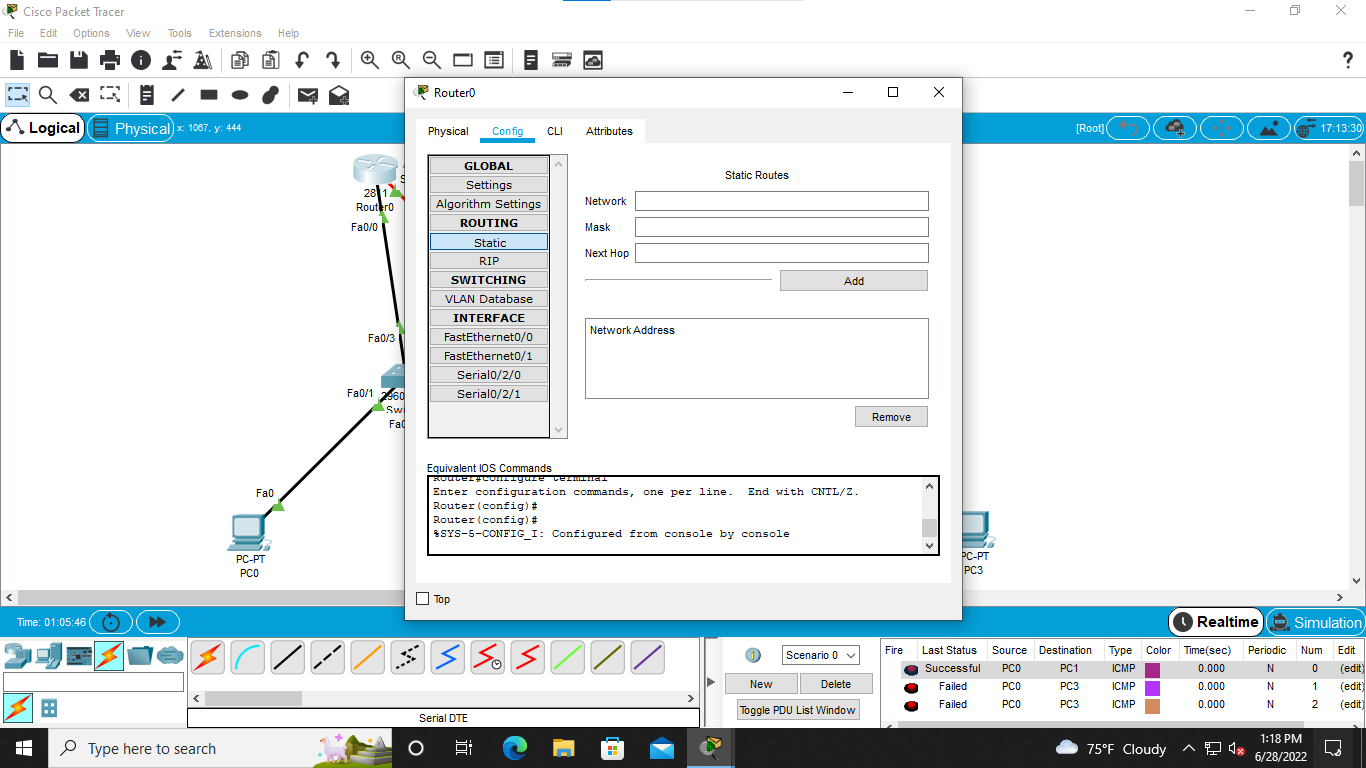 Cisco Packet Tracer
File Edit Options View Tools Extensions Help
?
Logical
Physical
x: 1067, y: 444
[Root]
17:13:30
2811
Router0
Fa0/0
Fa0/3
Fa0/1
2960
Fa0
PC-PT
PC0
Router0
Physical Config CLI Attributes
GLOBAL
Settings
Algorithm Settings
ROUTING
Static
RIP
SWITCHING
VLAN Database
INTERFACE
FastEthernet0/0
FastEthernet0/1
Serial0/2/0
Serial0/2/1
Static Routes
Network
Mask
Next Hop
Add
Network Address
Remove
Equivalent IOS Commands
Router#configure terminal
Enter configuration commands, one per line.  End with CNTL/Z.
Router(config)#
Router(config)#
%SYS-5-CONFIG_I: Configured from console by console
Top
PC-PT
PC3
Time: 01:05:46
Realtime
Simulation
Serial DTE
Scenario 0
New
Delete
Toggle PDU List Window
Fire Last Status Source Destination Type Color Time(sec) Periodic Num Edit
Successful PC0 PC1 ICMP 0.000 N 0 (edit)
Failed PC0 PC3 ICMP 0.000 N 1 (edit)
Failed PC0 PC3 ICMP 0.000 N 2 (edit)
Type here to search
75°F Cloudy
1:18 PM
6/28/2022